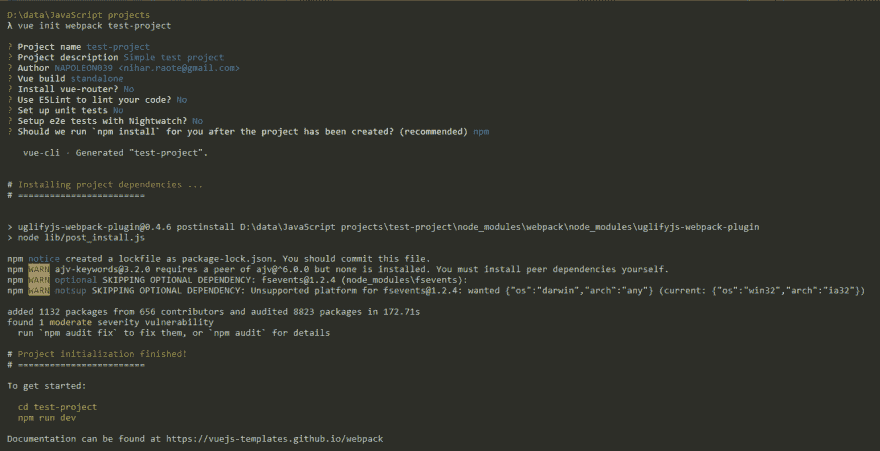 D:\data\JavaScript projects
λ vue init webpack test-project
? Project name test-project
? Project description Simple test project
? Author NAPOLEON039 <nihar.raote@gmail.com>
? Vue build standalone
? Install vue-router? No
? Use ESLint to lint your code? No
? Set up unit tests No
? Setup e2e tests with Nightwatch? No
? Should we run `npm install` for you after the project has been created? (recommended) npm
vue-cli · Generated "test-project".
# Installing project dependencies ...
# ========================
> uglifyjs-webpack-plugin@0.4.6 postinstall D:\data\JavaScript projects\test-project\node_modules\webpack\node_modules\uglifyjs-webpack-plugin
> node lib/post_install.js
npm notice created a lockfile as package-lock.json. You should commit this file.
npm WARN ajv-keywords@3.2.0 requires a peer of ajv@^6.0.0 but none is installed. You must install peer dependencies yourself.
npm WARN optional SKIPPING OPTIONAL DEPENDENCY: fsevents@1.2.4 (node_modules\fsevents):
npm WARN notsup SKIPPING OPTIONAL DEPENDENCY: Unsupported platform for fsevents@1.2.4: wanted {"os":"darwin","arch":"any"} (current: {"os":"win32","arch":"ia32"})
added 1132 packages from 656 contributors and audited 8823 packages in 172.71s
found 1 moderate severity vulnerability
run `npm audit fix` to fix them, or `npm audit` for details
# Project initialization finished!
# ========================
To get started:
cd test-project
npm run dev
Documentation can be found at https://vuejs-templates.github.io/webpack